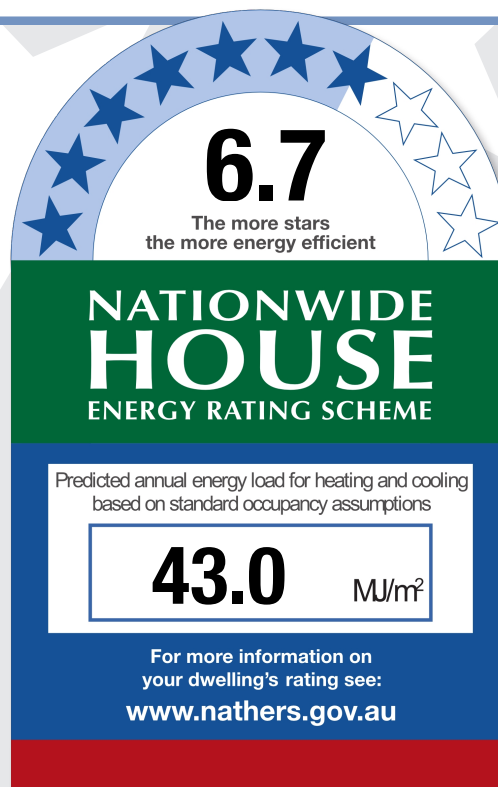 6.7
The more stars
the more energy efficient
NATIONWIDE
HOUSE
ENERGY RATING SCHEME
Predicted annual energy load for heating and cooling
based on standard occupancy assumptions
43.0 MJ/m²
For more information on
your dwelling's rating see:
www.nathers.gov.au